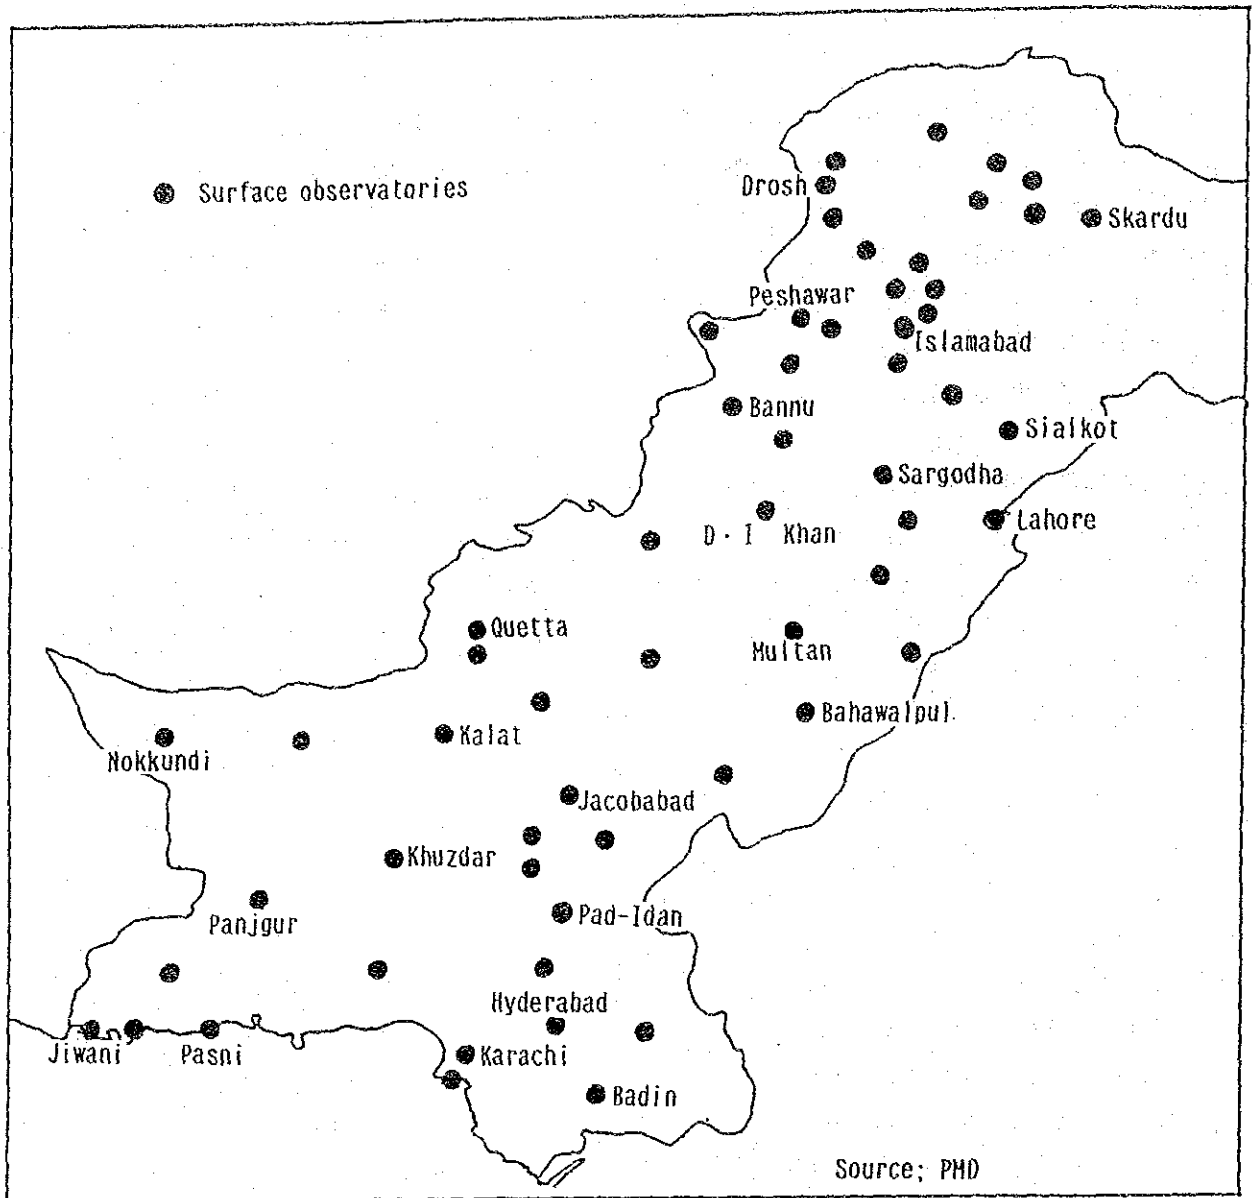 Surface observatories
Drosh
Skardu
Peshawar
Islamabad
Bannu
Sialkot
Sargodha
Lahore
D・I Khan
Quetta
Multan
Bahawalpul
Kalat
Nokkundi
Jacobabad
Khuzdar
Pad-Idan
Panjgur
Hyderabad
Jiwani
Pasni
Karachi
Badin
Source; PMD